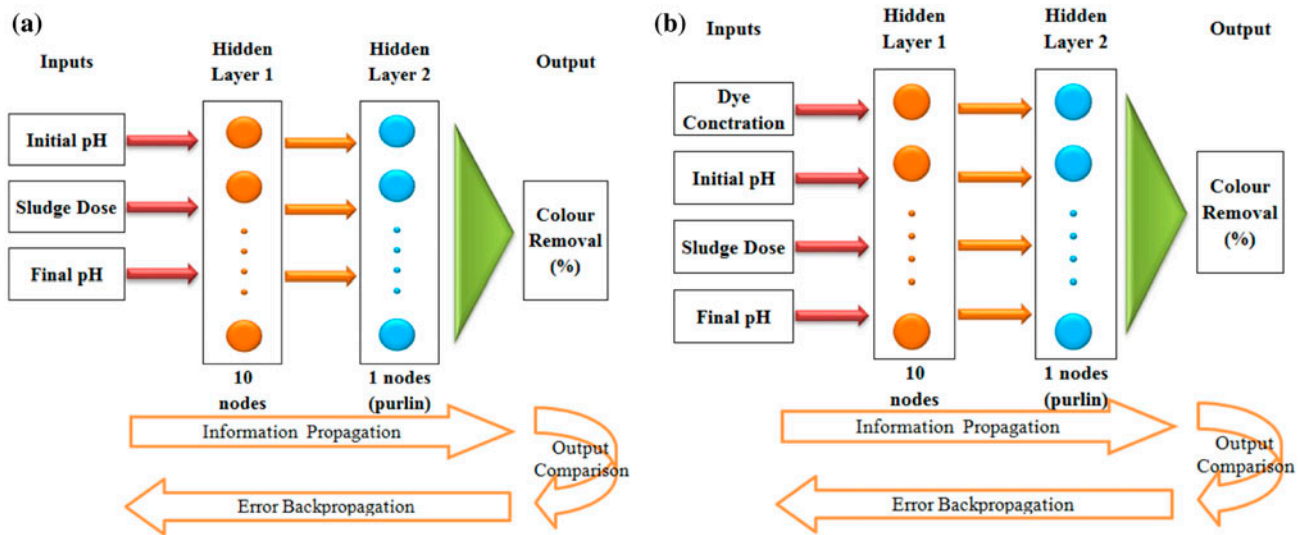 (a)
Inputs
Hidden
Layer 1
Hidden
Layer 2
Output
Initial pH
Sludge Dose
Final pH
Colour
Removal
(%)
10
nodes
1 nodes
(purlin)
Information Propagation
Output
Comparison
Error Backpropagation
(b)
Inputs
Hidden
Layer 1
Hidden
Layer 2
Output
Dye
Conctration
Initial pH
Sludge Dose
Final pH
Colour
Removal
(%)
10
nodes
1 nodes
(purlin)
Information Propagation
Output
Comparison
Error Backpropagation